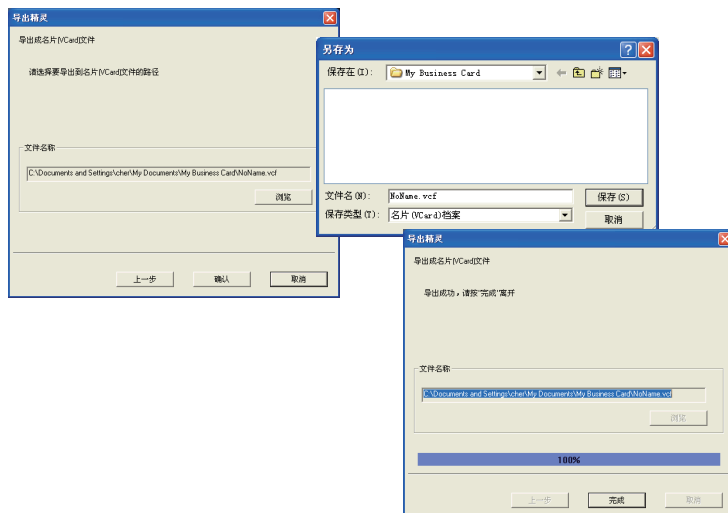 导出精灵
导出成名片(VCard)文件
请选择要导出到名片(VCard)文件的路径
文件名称
C:\Documents and Settings\cher\My Documents\My Business Card\NoName.vcf
浏览
上一步 确认 取消
另存为
保存在(I): My Business Card
文件名(N): NoName.vcf 保存(S)
保存类型(T): 名片(VCard)档案 取消
导出精灵
导出成名片(VCard)文件
导出成功，请按"完成"离开
文件名称
C:\Documents and Settings\cher\My Documents\My Business Card\NoName.vcf
浏览
100%
上一步 完成 取消